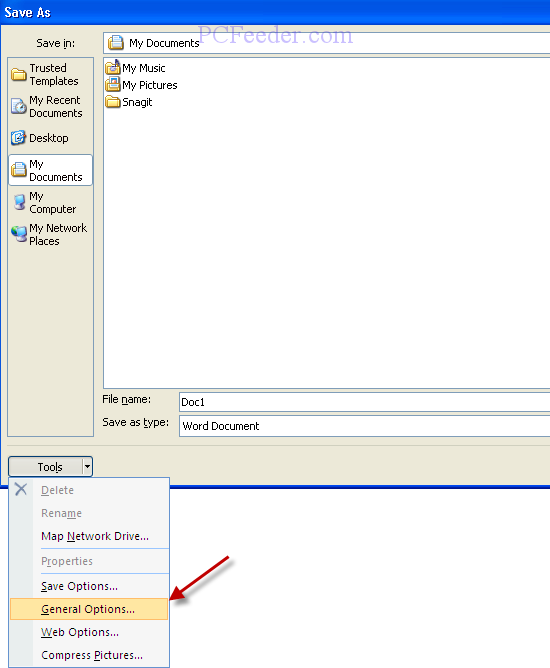 Save As
Save in:
My Documents
PCFeeder.com
Trusted
Templates
My Recent
Documents
Desktop
My
Documents
My
Computer
My Network
Places
My Music
My Pictures
Snagit
File name:
Doc1
Save as type:
Word Document
Tools
Delete
Rename
Map Network Drive...
Properties
Save Options...
General Options...
Web Options...
Compress Pictures...